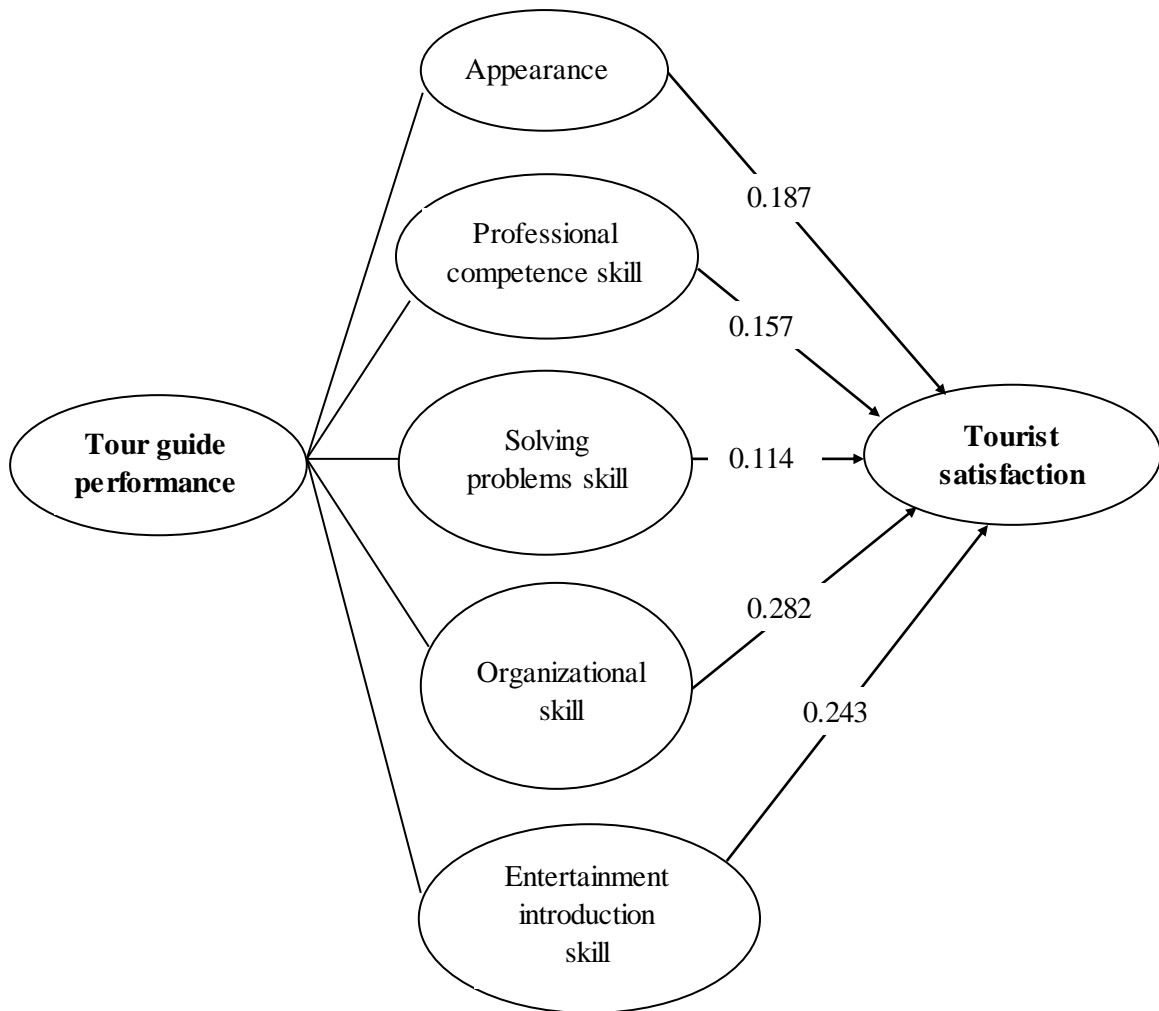 Appearance
0.187
Professional
competence skill
0.157
Tour guide
performance
Solving
problems skill
0.114
Tourist
satisfaction
Organizational
skill
0.282
0.243
Entertainment
introduction
skill